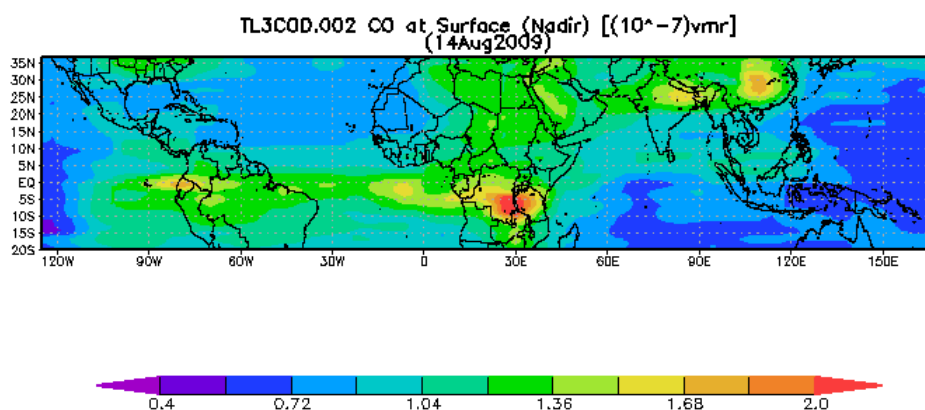 TL3COD.002 CO at Surface (Nadir) [(10^-7)vmr]
(14Aug2009)
35N
30N
25N
20N
15N
10N
5N
EQ
5S
10S
15S
20S
120W 90W 60W 30W 0 30E 60E 90E 120E 150E
0.4 0.72 1.04 1.36 1.68 2.0